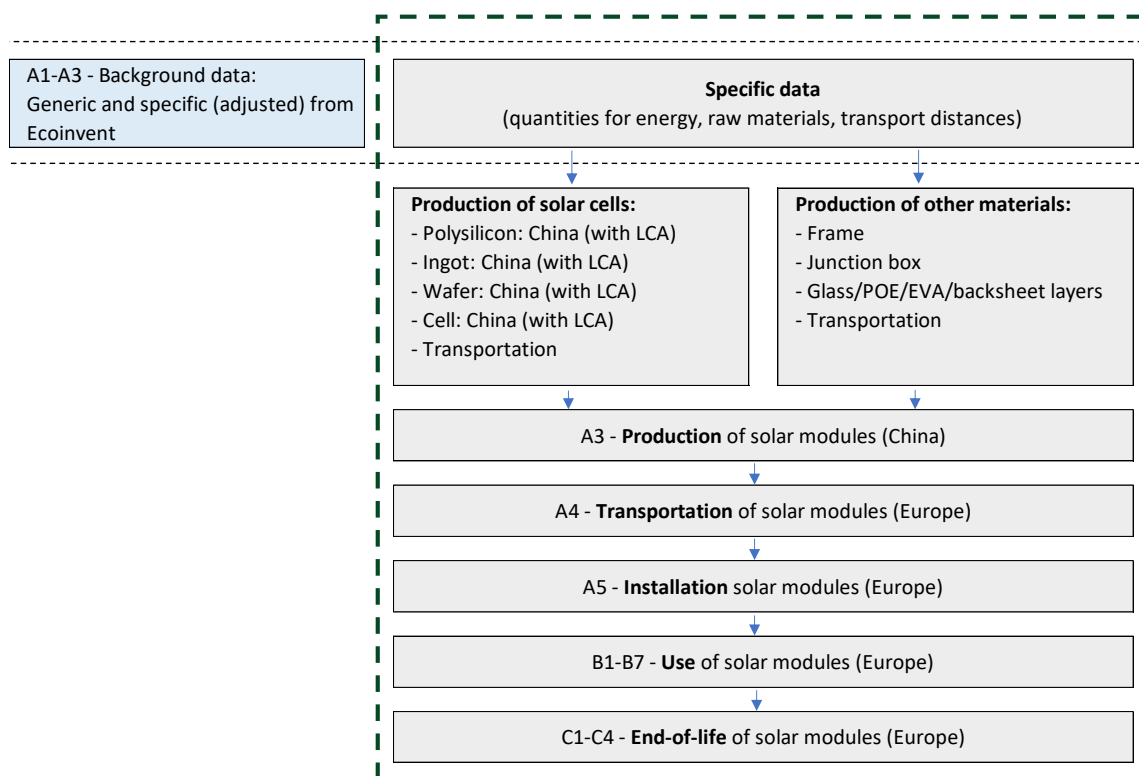 A1-A3 - Background data:
Generic and specific (adjusted) from
Ecoinvent
Specific data
(quantities for energy, raw materials, transport distances)
Production of solar cells:
- Polysilicon: China (with LCA)
- Ingot: China (with LCA)
- Wafer: China (with LCA)
- Cell: China (with LCA)
- Transportation
Production of other materials:
- Frame
- Junction box
- Glass/POE/EVA/backsheet layers
- Transportation
A3 - Production of solar modules (China)
A4 - Transportation of solar modules (Europe)
A5 - Installation solar modules (Europe)
B1-B7 - Use of solar modules (Europe)
C1-C4 - End-of-life of solar modules (Europe)